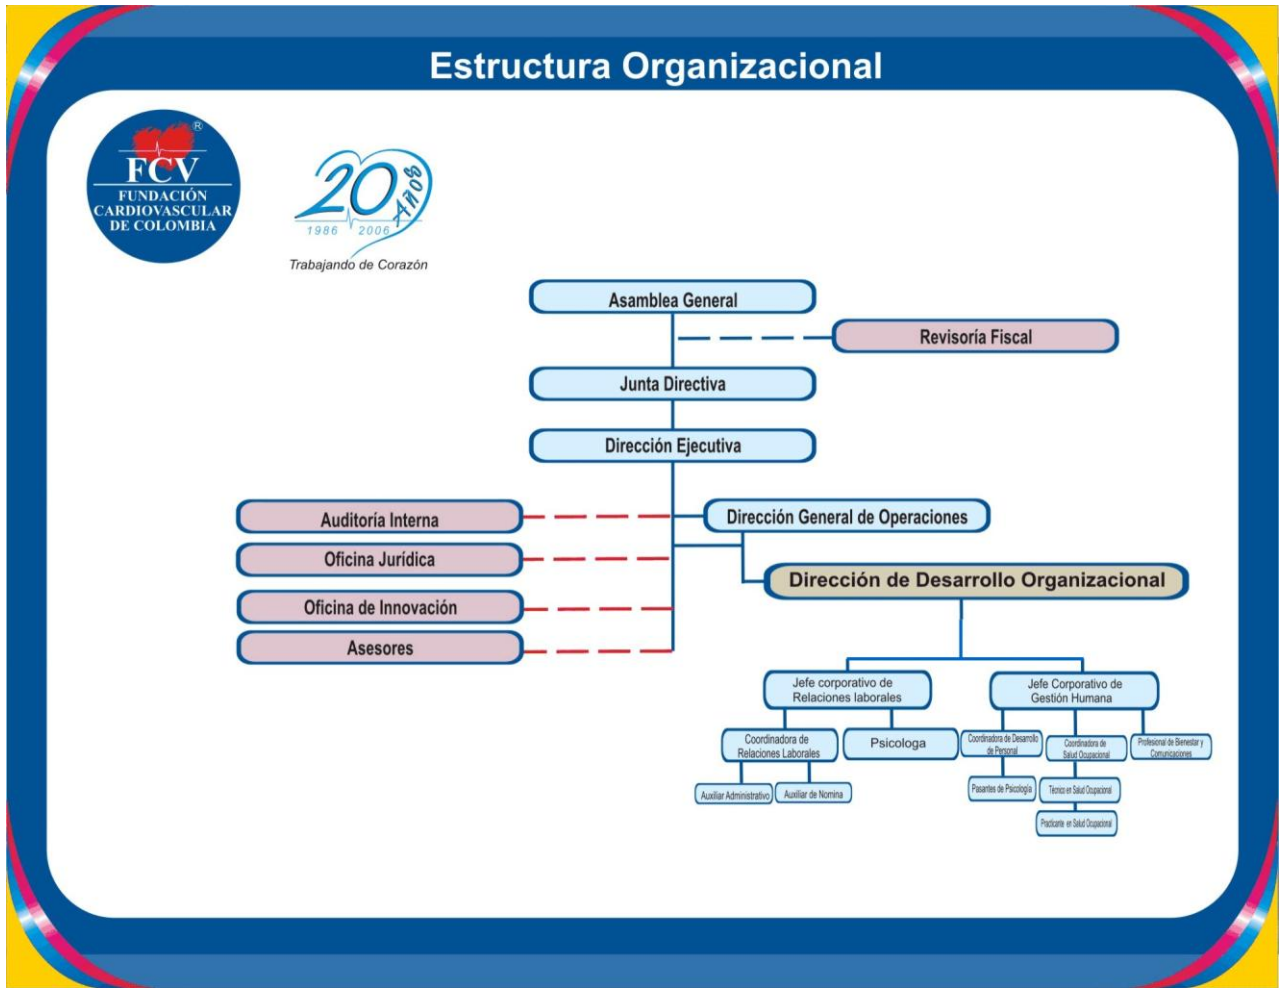 Estructura Organizacional
®
FCV
FUNDACIÓN
CARDIOVASCULAR
DE COLOMBIA
20 Años
1986 2006
Trabajando de Corazón
Asamblea General
Revisoría Fiscal
Junta Directiva
Dirección Ejecutiva
Auditoría Interna
Dirección General de Operaciones
Oficina Jurídica
Dirección de Desarrollo Organizacional
Oficina de Innovación
Asesores
Jefe corporativo de
Relaciones laborales
Jefe Corporativo de
Gestión Humana
Coordinadora de
Relaciones Laborales
Psicologa
Coordinadora de Desarrollo
de Personal
Coordinadora de
Salud Ocupacional
Profesional de Bienestar y
Comunicaciones
Auxiliar Administrativo
Auxiliar de Nomina
Pasantes de Psicología
Técnico en Salud Ocupacional
Practicante en Salud Ocupacional